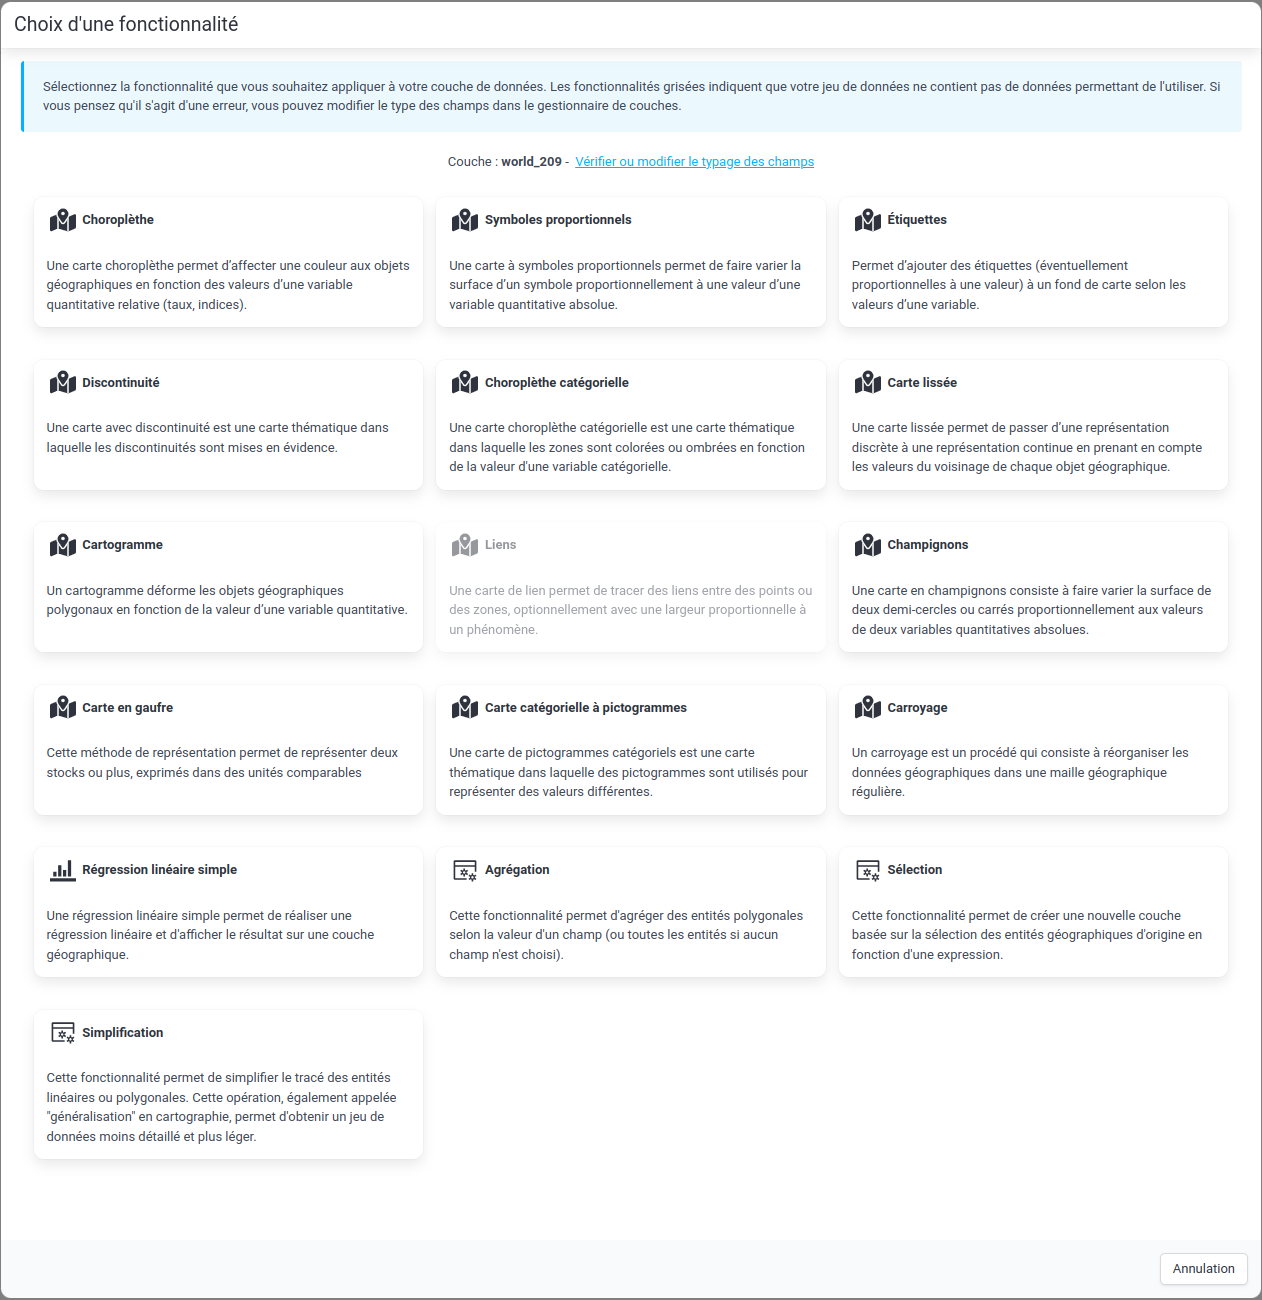 Choix d'une fonctionnalité
Sélectionnez la fonctionnalité que vous souhaitez appliquer à votre couche de données. Les fonctionnalités grisées indiquent que votre jeu de données ne contient pas de données permettant de l'utiliser. Si
vous pensez qu'il s'agit d'une erreur, vous pouvez modifier le type des champs dans le gestionnaire de couches.
Couche : world_209 - Vérifier ou modifier le typage des champs
Choroplèthe
Une carte choroplèthe permet d’affecter une couleur aux objets
géographiques en fonction des valeurs d’une variable
quantitative relative (taux, indices).
Symboles proportionnels
Une carte à symboles proportionnels permet de faire varier la
surface d’un symbole proportionnellement à une valeur d’une
variable quantitative absolue.
Étiquettes
Permet d’ajouter des étiquettes (éventuellement
proportionnelles à une valeur) à un fond de carte selon les
valeurs d’une variable.
Discontinuité
Une carte avec discontinuité est une carte thématique dans
laquelle les discontinuités sont mises en évidence.
Choroplèthe catégorielle
Une carte choroplèthe catégorielle est une carte thématique
dans laquelle les zones sont colorées ou ombrées en fonction
de la valeur d'une variable catégorielle.
Carte lissée
Une carte lissée permet de passer d’une représentation
discrète à une représentation continue en prenant en compte
les valeurs du voisinage de chaque objet géographique.
Cartogramme
Un cartogramme déforme les objets géographiques
polygonaux en fonction de la valeur d’une variable quantitative.
Liens
Une carte de lien permet de tracer des liens entre des points ou
des zones, optionnellement avec une largeur proportionnelle à
un phénomène.
Champignons
Une carte en champignons consiste à faire varier la surface de
deux demi-cercles ou carrés proportionnellement aux valeurs
de deux variables quantitatives absolues.
Carte en gaufre
Cette méthode de représentation permet de représenter deux
stocks ou plus, exprimés dans des unités comparables
Carte catégorielle à pictogrammes
Une carte de pictogrammes catégoriels est une carte
thématique dans laquelle des pictogrammes sont utilisés pour
représenter des valeurs différentes.
Carroyage
Un carroyage est un procédé qui consiste à réorganiser les
données géographiques dans une maille géographique
régulière.
Régression linéaire simple
Une régression linéaire simple permet de réaliser une
régression linéaire et d'afficher le résultat sur une couche
géographique.
Agrégation
Cette fonctionnalité permet d'agréger des entités polygonales
selon la valeur d'un champ (ou toutes les entités si aucun
champ n'est choisi).
Sélection
Cette fonctionnalité permet de créer une nouvelle couche
basée sur la sélection des entités géographiques d'origine en
fonction d'une expression.
Simplification
Cette fonctionnalité permet de simplifier le tracé des entités
linéaires ou polygonales. Cette opération, également appelée
"généralisation" en cartographie, permet d'obtenir un jeu de
données moins détaillé et plus léger.
Annulation